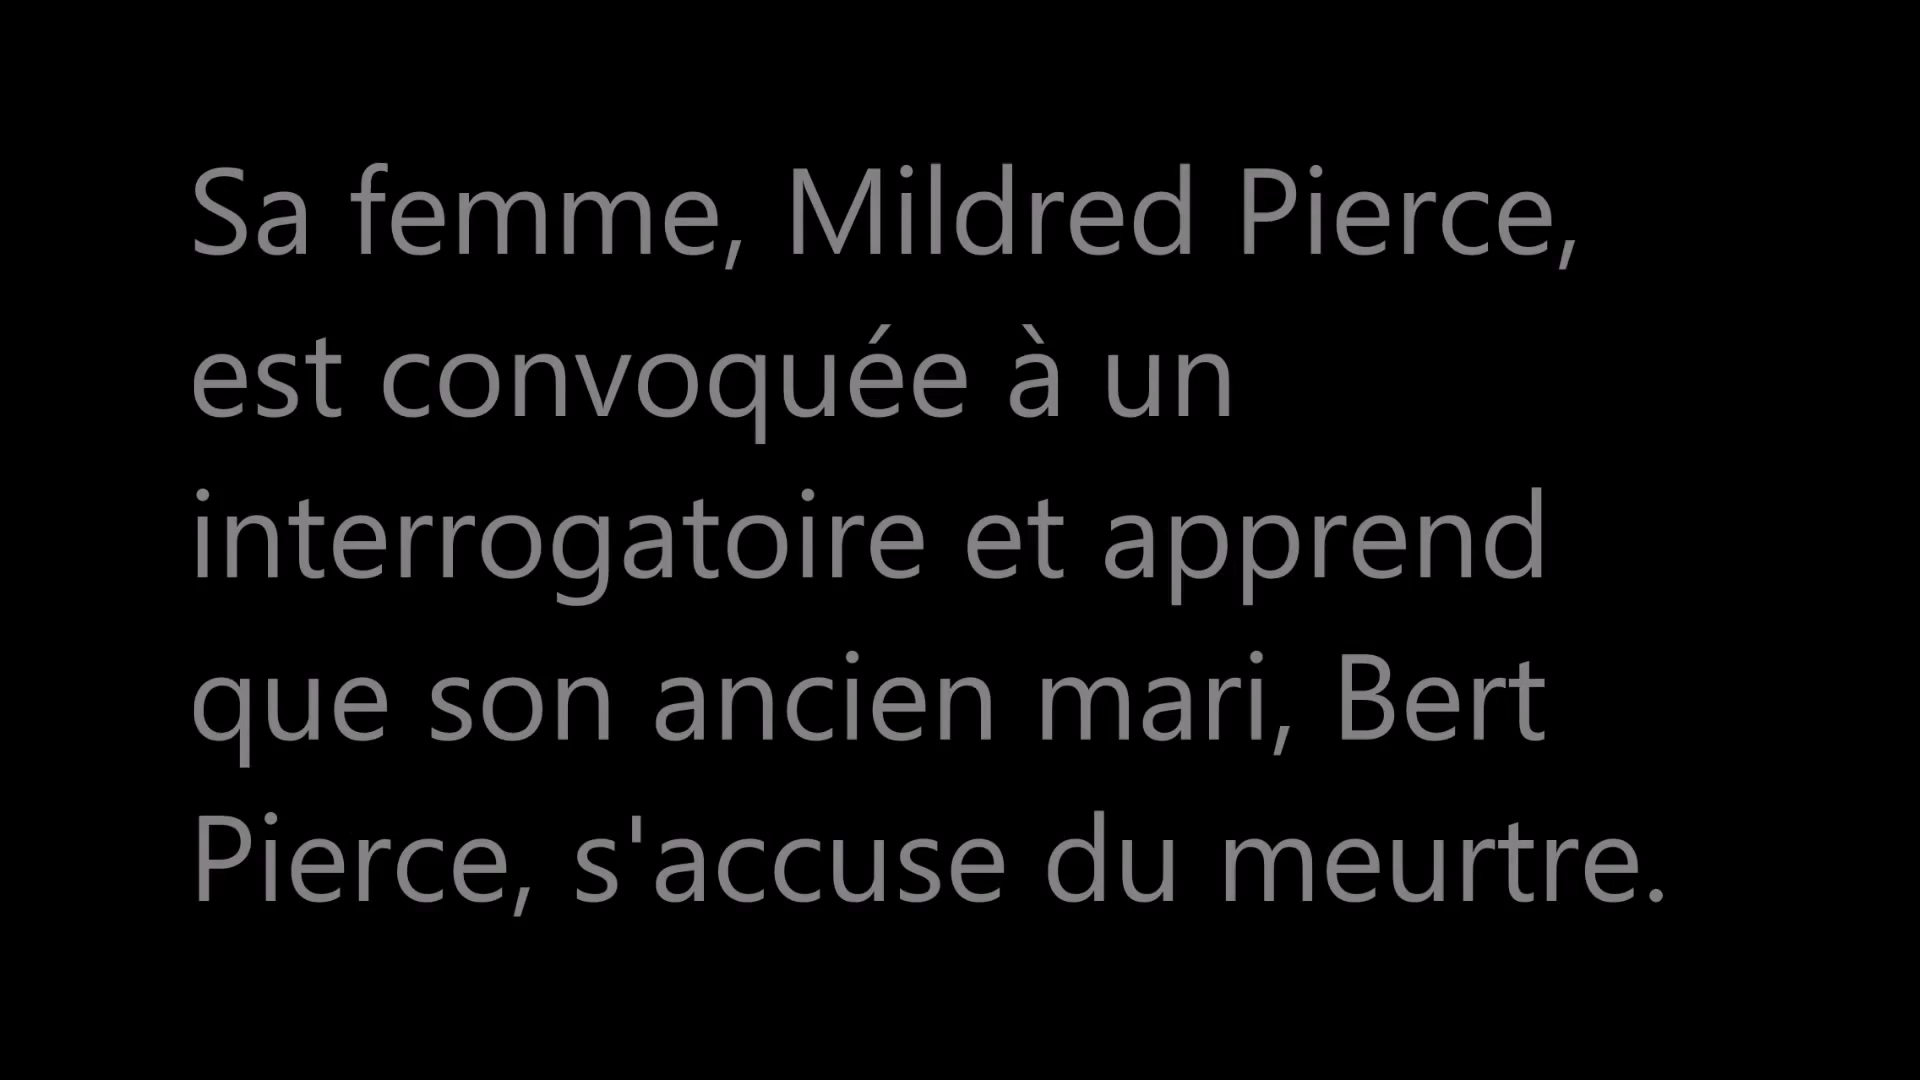 Sa femme, Mildred Pierce,
est convoquée à un
interrogatoire et apprend
que son ancien mari, Bert
Pierce, s'accuse du meurtre.